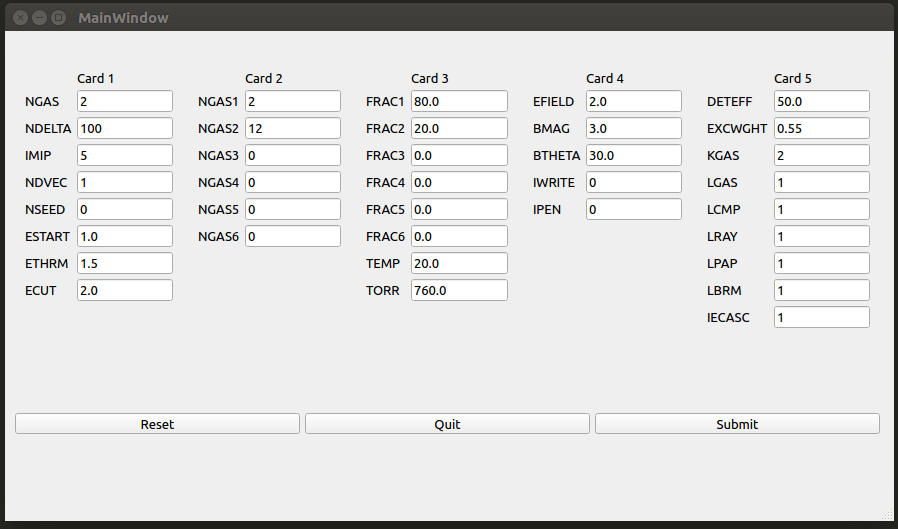 MainWindow
Card 1 Card 2 Card 3 Card 4 Card 5
NGAS 2 NGAS1 2 FRAC1 80.0 EFIELD 2.0 DETEFF 50.0
NDELTA 100 NGAS2 12 FRAC2 20.0 BMAG 3.0 EXCWGHT 0.55
IMIP 5 NGAS3 0 FRAC3 0.0 BTHETA 30.0 KGAS 2
NDVEC 1 NGAS4 0 FRAC4 0.0 IWRITE 0 LGAS 1
NSEED 0 NGAS5 0 FRAC5 0.0 IPEN 0 LCMP 1
ESTART 1.0 NGAS6 0 FRAC6 0.0 LRAY 1
ETHRM 1.5 TEMP 20.0 LPAP 1
ECUT 2.0 TORR 760.0 LBRM 1
IECASC 1
Reset Quit Submit